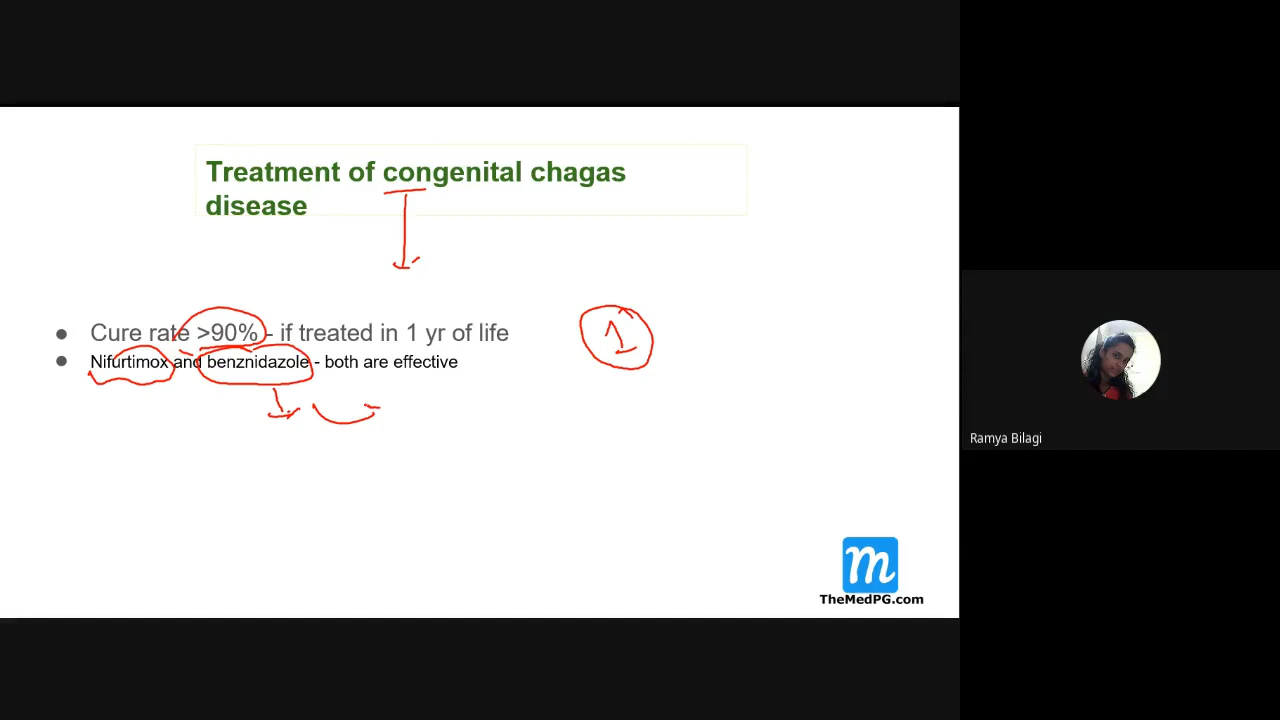 Treatment of congenital chagas
disease
● Cure rate >90% - if treated in 1 yr of life
1
● Nifurtimox and benznidazole - both are effective
Ramya Bilagi
m
TheMedPG.com